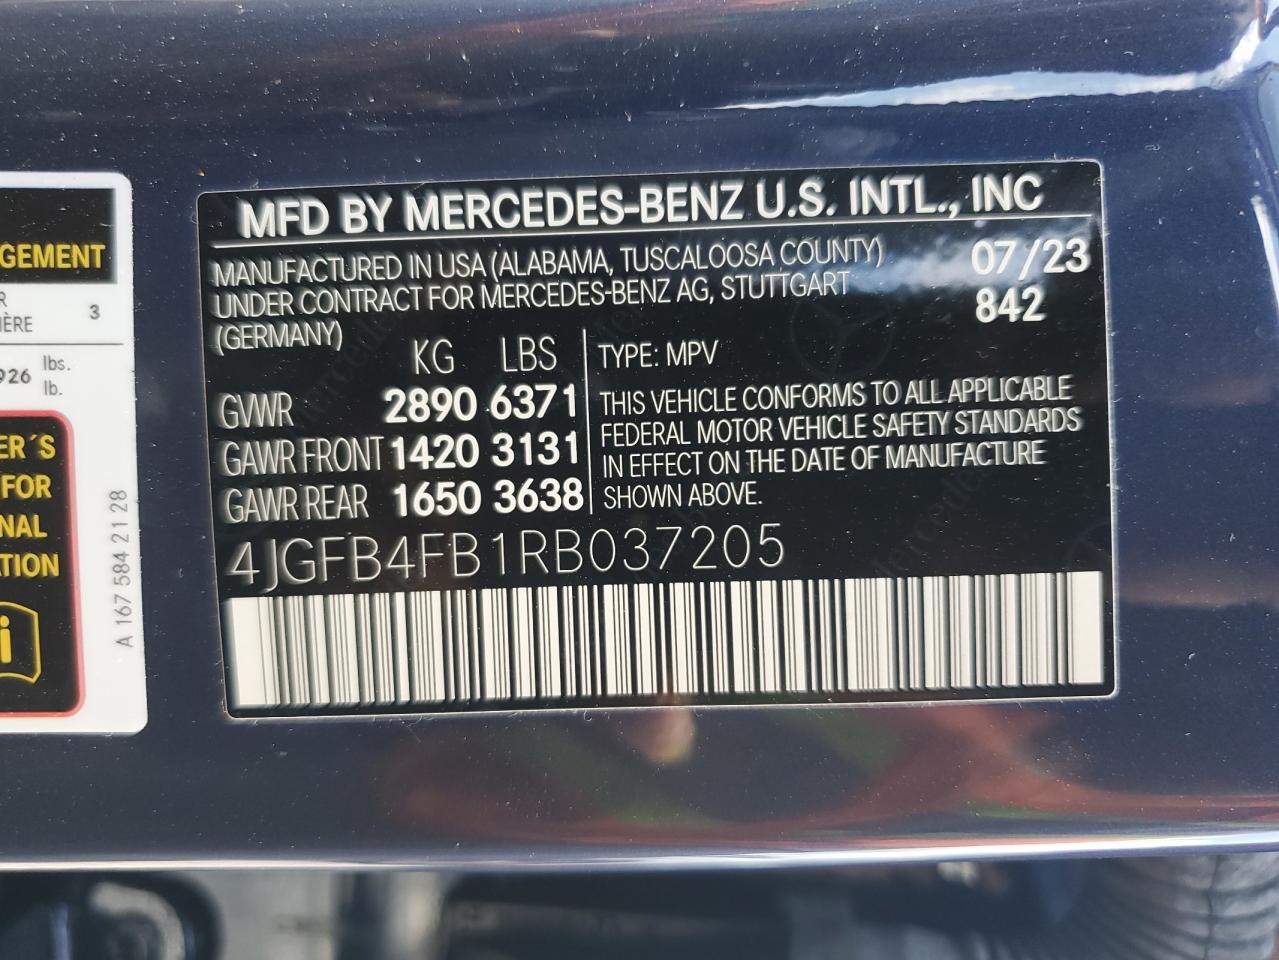 GEMENT
R
IÈRE 3
926 lbs.
lb.
ER´S
FOR
NAL
TION
i
A 167 584 21 28
MFD BY MERCEDES-BENZ U.S. INTL., INC
MANUFACTURED IN USA (ALABAMA, TUSCALOOSA COUNTY) 07/23
UNDER CONTRACT FOR MERCEDES-BENZ AG, STUTTGART 842
(GERMANY)
KG LBS
GVWR 2890 6371
GAWR FRONT 1420 3131
GAWR REAR 1650 3638
TYPE: MPV
THIS VEHICLE CONFORMS TO ALL APPLICABLE
FEDERAL MOTOR VEHICLE SAFETY STANDARDS
IN EFFECT ON THE DATE OF MANUFACTURE
SHOWN ABOVE.
4JGFB4FB1RB037205